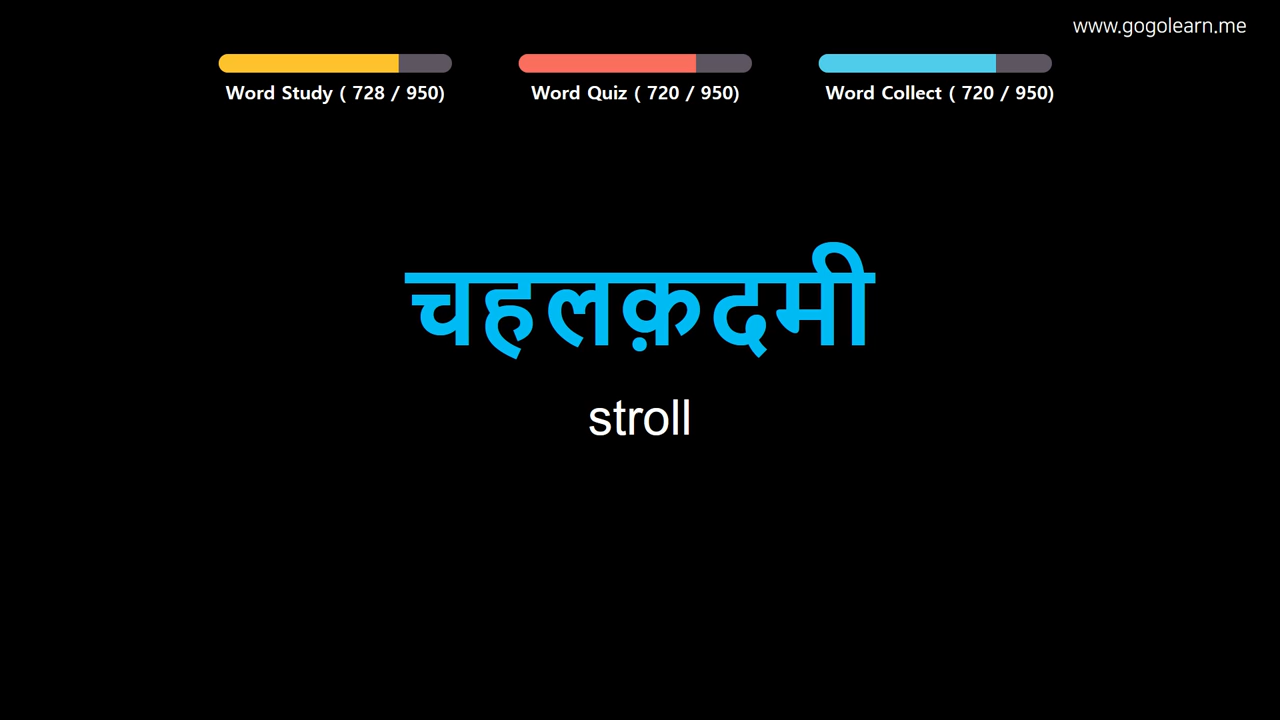 www.gogolearn.me
Word Study ( 728 / 950)
Word Quiz ( 720 / 950)
Word Collect ( 720 / 950)
चहलक़दमी
stroll